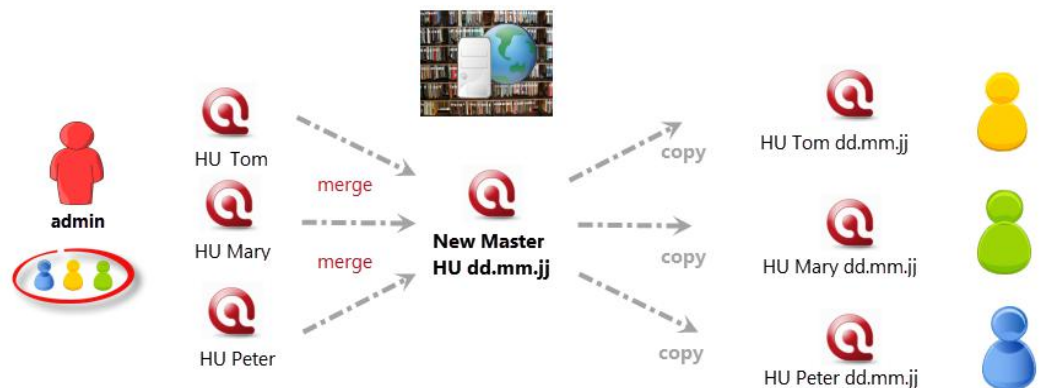 admin
HU Tom
HU Mary
HU Peter
merge
merge
New Master
HU dd.mm.jj
copy
copy
copy
HU Tom dd.mm.jj
HU Mary dd.mm.jj
HU Peter dd.mm.jj